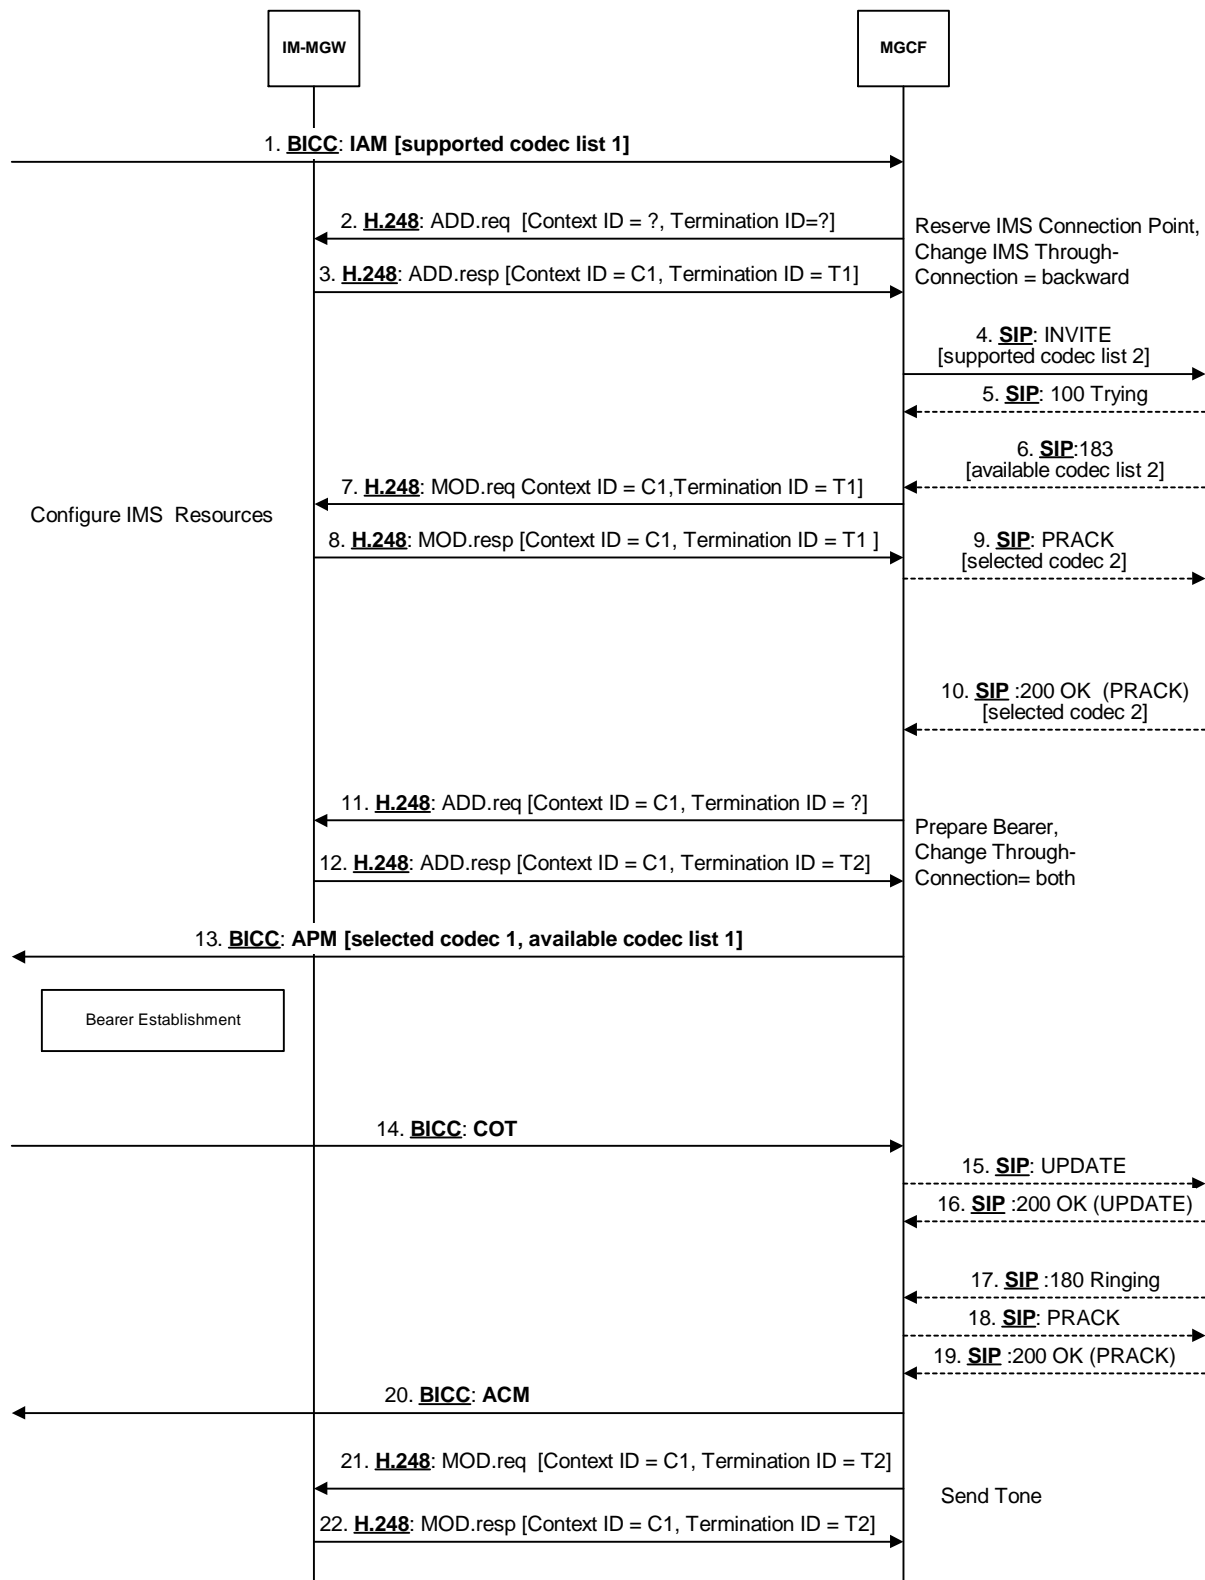 IM-MGW
MGCF
1. BICC: IAM [supported codec list 1]
2. H.248: ADD.req [Context ID = ?, Termination ID=?]
Reserve IMS Connection Point,
Change IMS Through-
Connection = backward
3. H.248: ADD.resp [Context ID = C1, Termination ID = T1]
4. SIP: INVITE
[supported codec list 2]
5. SIP: 100 Trying
6. SIP:183
[available codec list 2]
7. H.248: MOD.req Context ID = C1,Termination ID = T1]
Configure IMS Resources
8. H.248: MOD.resp [Context ID = C1, Termination ID = T1 ]
9. SIP: PRACK
[selected codec 2]
10. SIP :200 OK (PRACK)
[selected codec 2]
11. H.248: ADD.req [Context ID = C1, Termination ID = ?]
Prepare Bearer,
Change Through-
Connection= both
12. H.248: ADD.resp [Context ID = C1, Termination ID = T2]
13. BICC: APM [selected codec 1, available codec list 1]
Bearer Establishment
14. BICC: COT
15. SIP: UPDATE
16. SIP :200 OK (UPDATE)
17. SIP :180 Ringing
18. SIP: PRACK
19. SIP :200 OK (PRACK)
20. BICC: ACM
21. H.248: MOD.req [Context ID = C1, Termination ID = T2]
Send Tone
22. H.248: MOD.resp [Context ID = C1, Termination ID = T2]